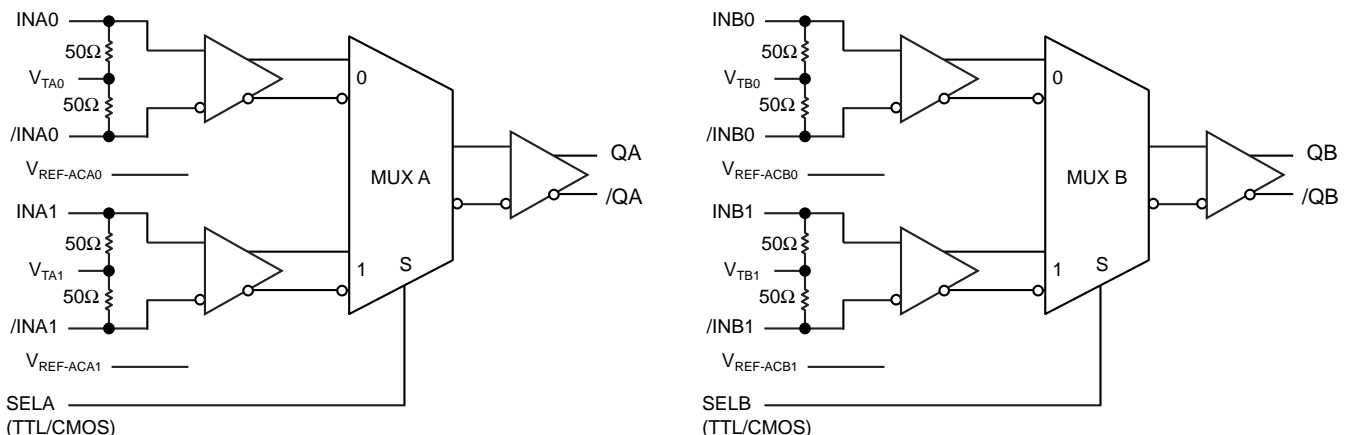 INA0
50Ω
VTA0
50Ω
/INA0
VREF-ACA0
INA1
50Ω
VTA1
50Ω
/INA1
VREF-ACA1
SELA
(TTL/CMOS)
0
MUX A
1
S
QA
/QA
INB0
50Ω
VTB0
50Ω
/INB0
VREF-ACB0
INB1
50Ω
VTB1
50Ω
/INB1
VREF-ACB1
SELB
(TTL/CMOS)
0
MUX B
1
S
QB
/QB